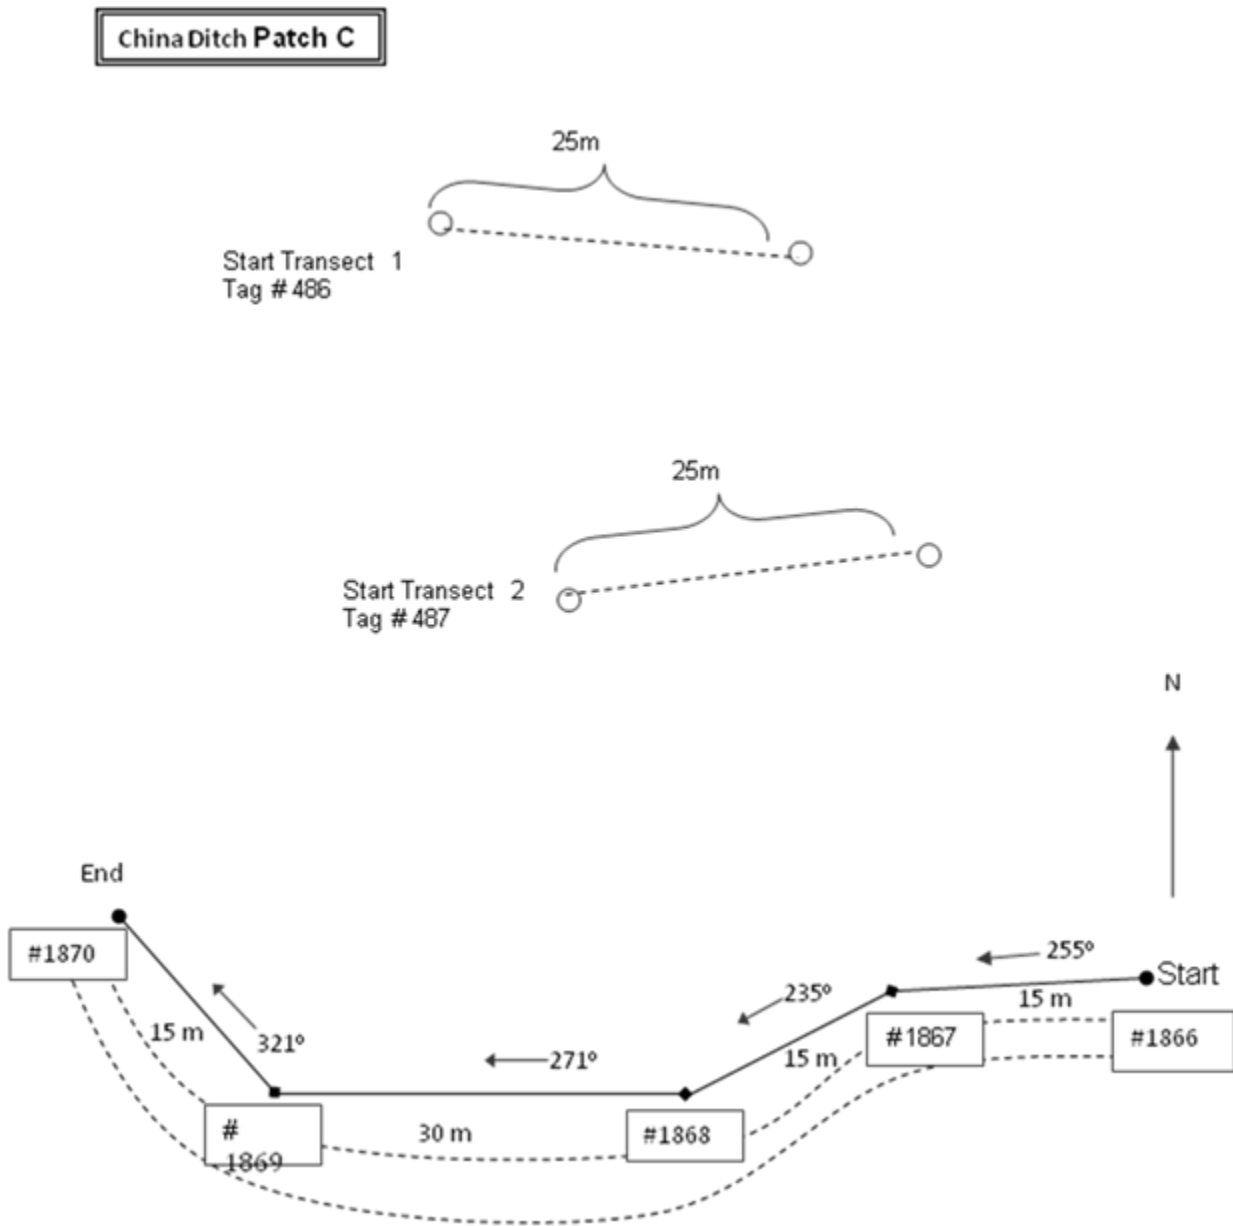 China Ditch Patch C
25m
Start Transect 1
Tag # 486
25m
Start Transect 2
Tag # 487
N
End
#1870
255º
Start
15 m
235º
#1867
#1866
15 m
321º
271º
15 m
#
1869
30 m
#1868